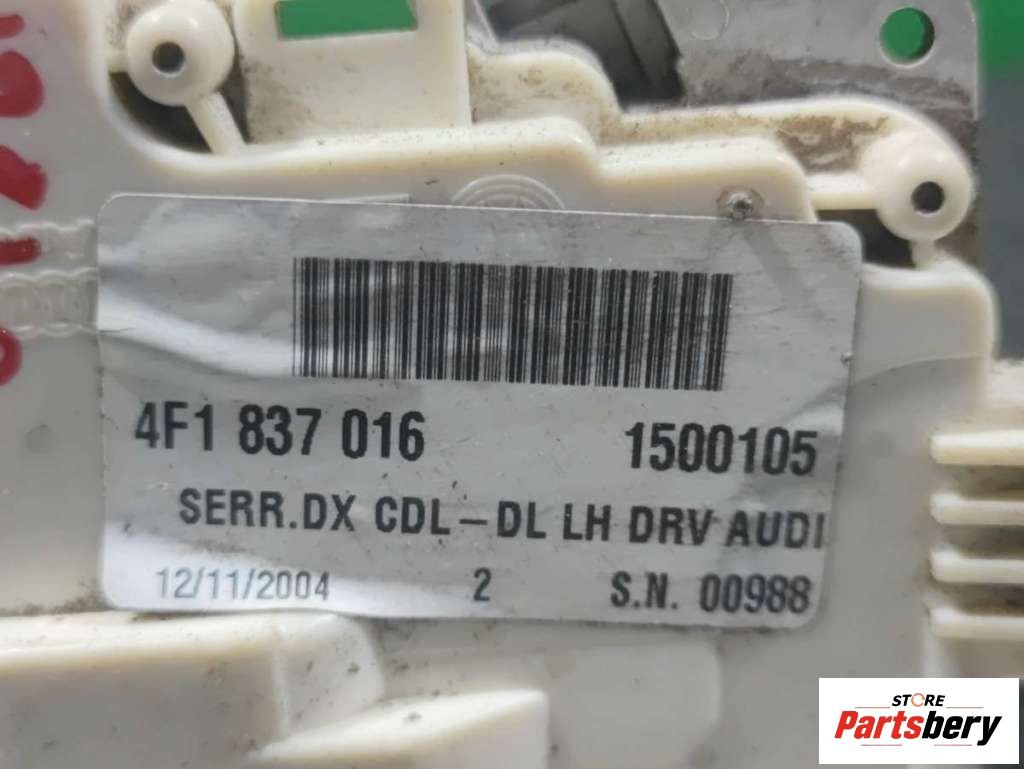 4F1 837 016 1500105
SERR.DX CDL-DL LH DRV AUDI
12/11/2004 2 S.N. 00988
STORE
Partsbery